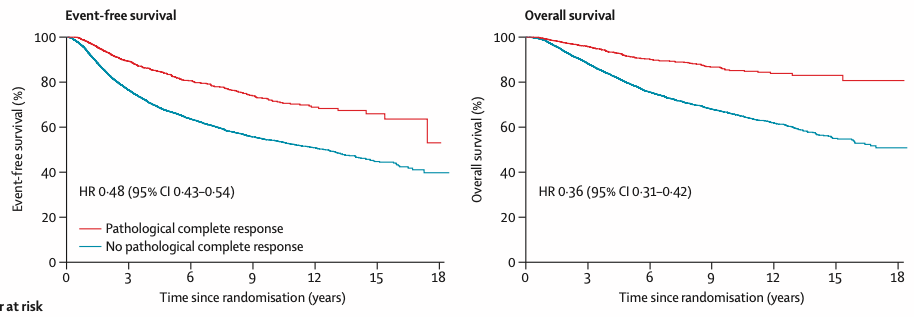 Event-free survival
100
80
60
40
20
0
Event-free survival (%)
HR 0·48 (95% CI 0·43–0·54)
Pathological complete response
No pathological complete response
0 3 6 9 12 15 18
Time since randomisation (years)
Overall survival
100
80
60
40
20
0
Overall survival (%)
HR 0·36 (95% CI 0·31–0·42)
0 3 6 9 12 15 18
Time since randomisation (years)
r at risk